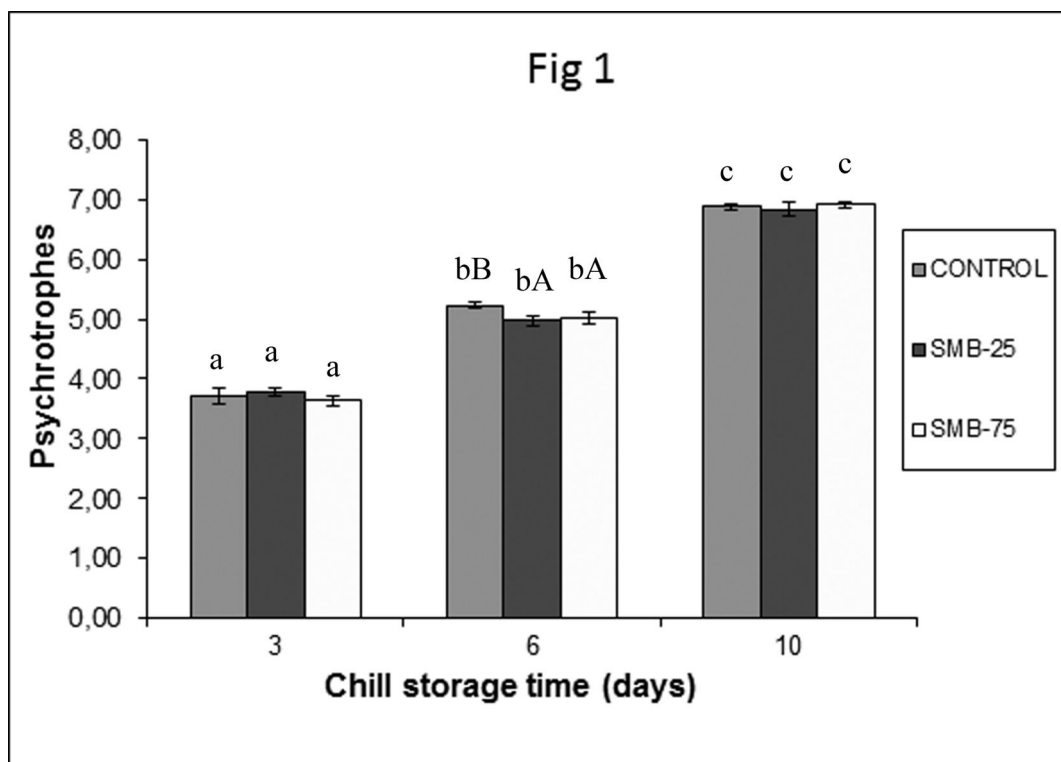 Fig 1
Psychrotrophes
8,00
7,00
6,00
5,00
4,00
3,00
2,00
1,00
0,00
a a a
bB bA bA
c c c
3 6 10
Chill storage time (days)
CONTROL
SMB-25
SMB-75